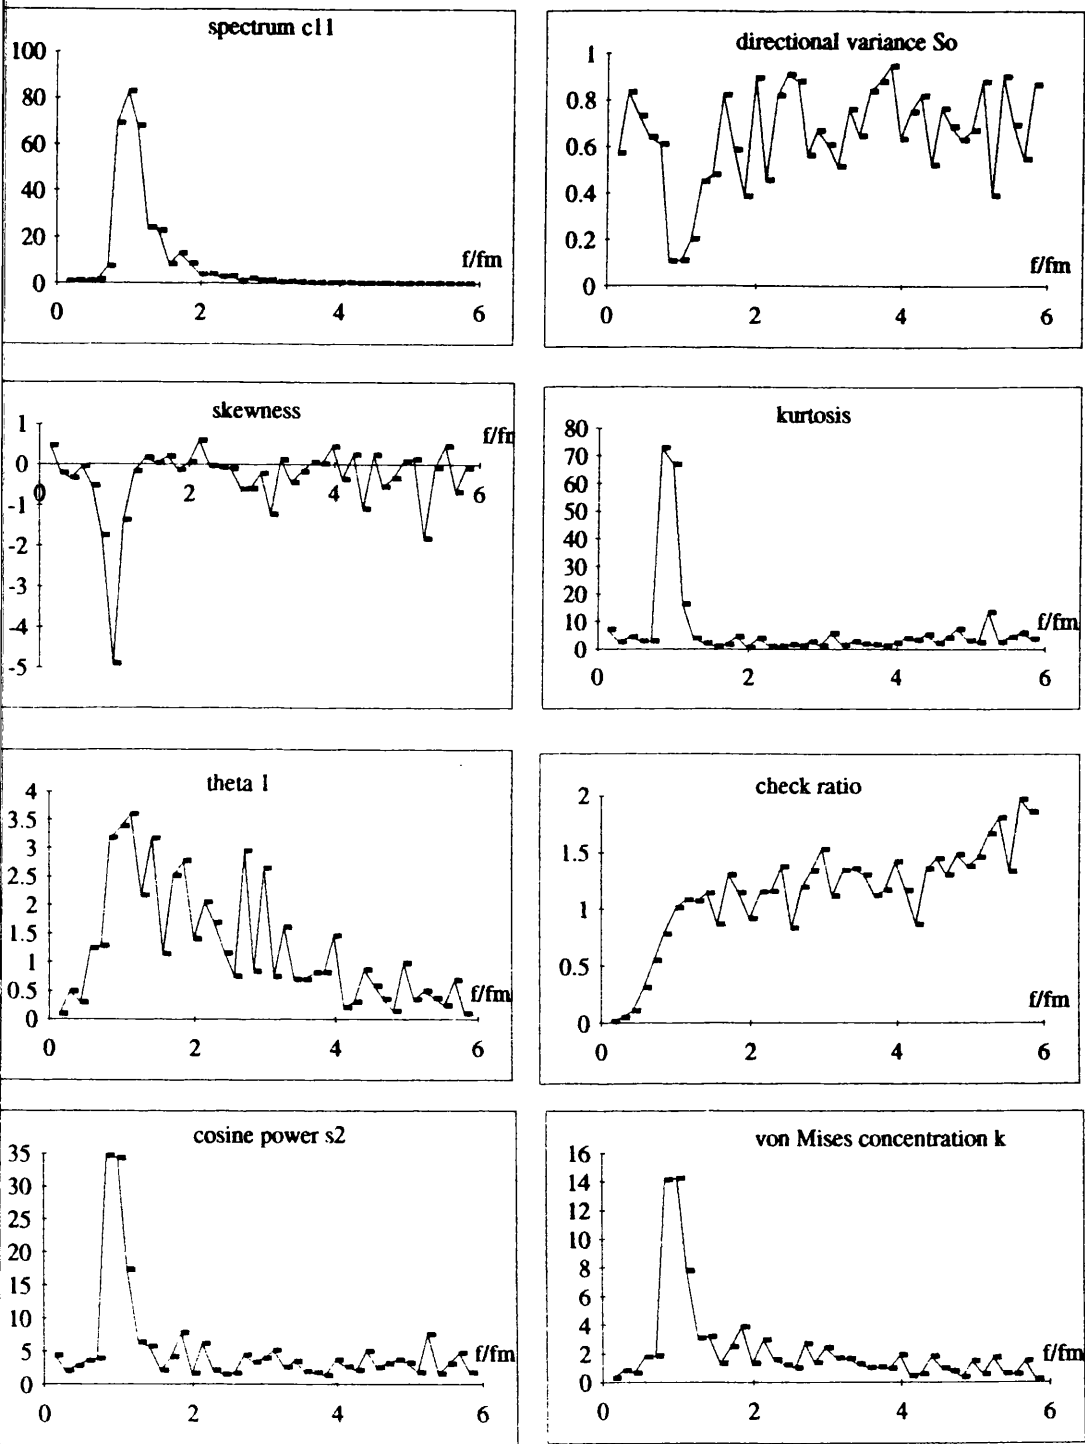 spectrum c11
100
80
60
40
20
0
f/fm
0 2 4 6
directional variance So
1
0.8
0.6
0.4
0.2
0
f/fm
0 2 4 6
skewness
1
0
-1
-2
-3
-4
-5
f/fm
0 2 4 6
kurtosis
80
70
60
50
40
30
20
10
0
f/fm
0 2 4 6
theta 1
4
3.5
3
2.5
2
1.5
1
0.5
0
f/fm
0 2 4 6
check ratio
2
1.5
1
0.5
0
f/fm
0 2 4 6
cosine power s2
35
30
25
20
15
10
5
0
f/fm
0 2 4 6
von Mises concentration k
16
14
12
10
8
6
4
2
0
f/fm
0 2 4 6